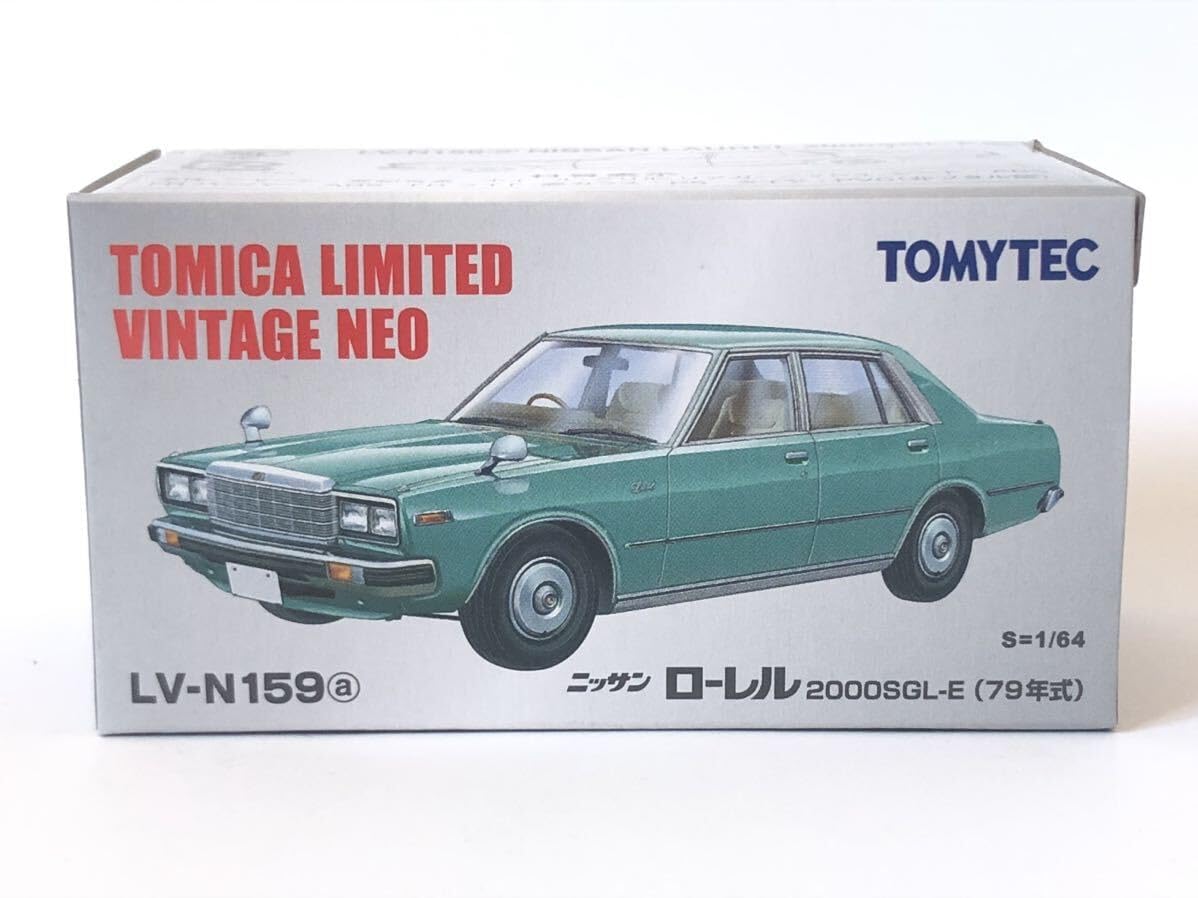 TOMICA LIMITED
VINTAGE NEO
TOMYTEC
S=1/64
LV-N159ⓐ
ニッサン ローレル 2000SGL-E (79年式)